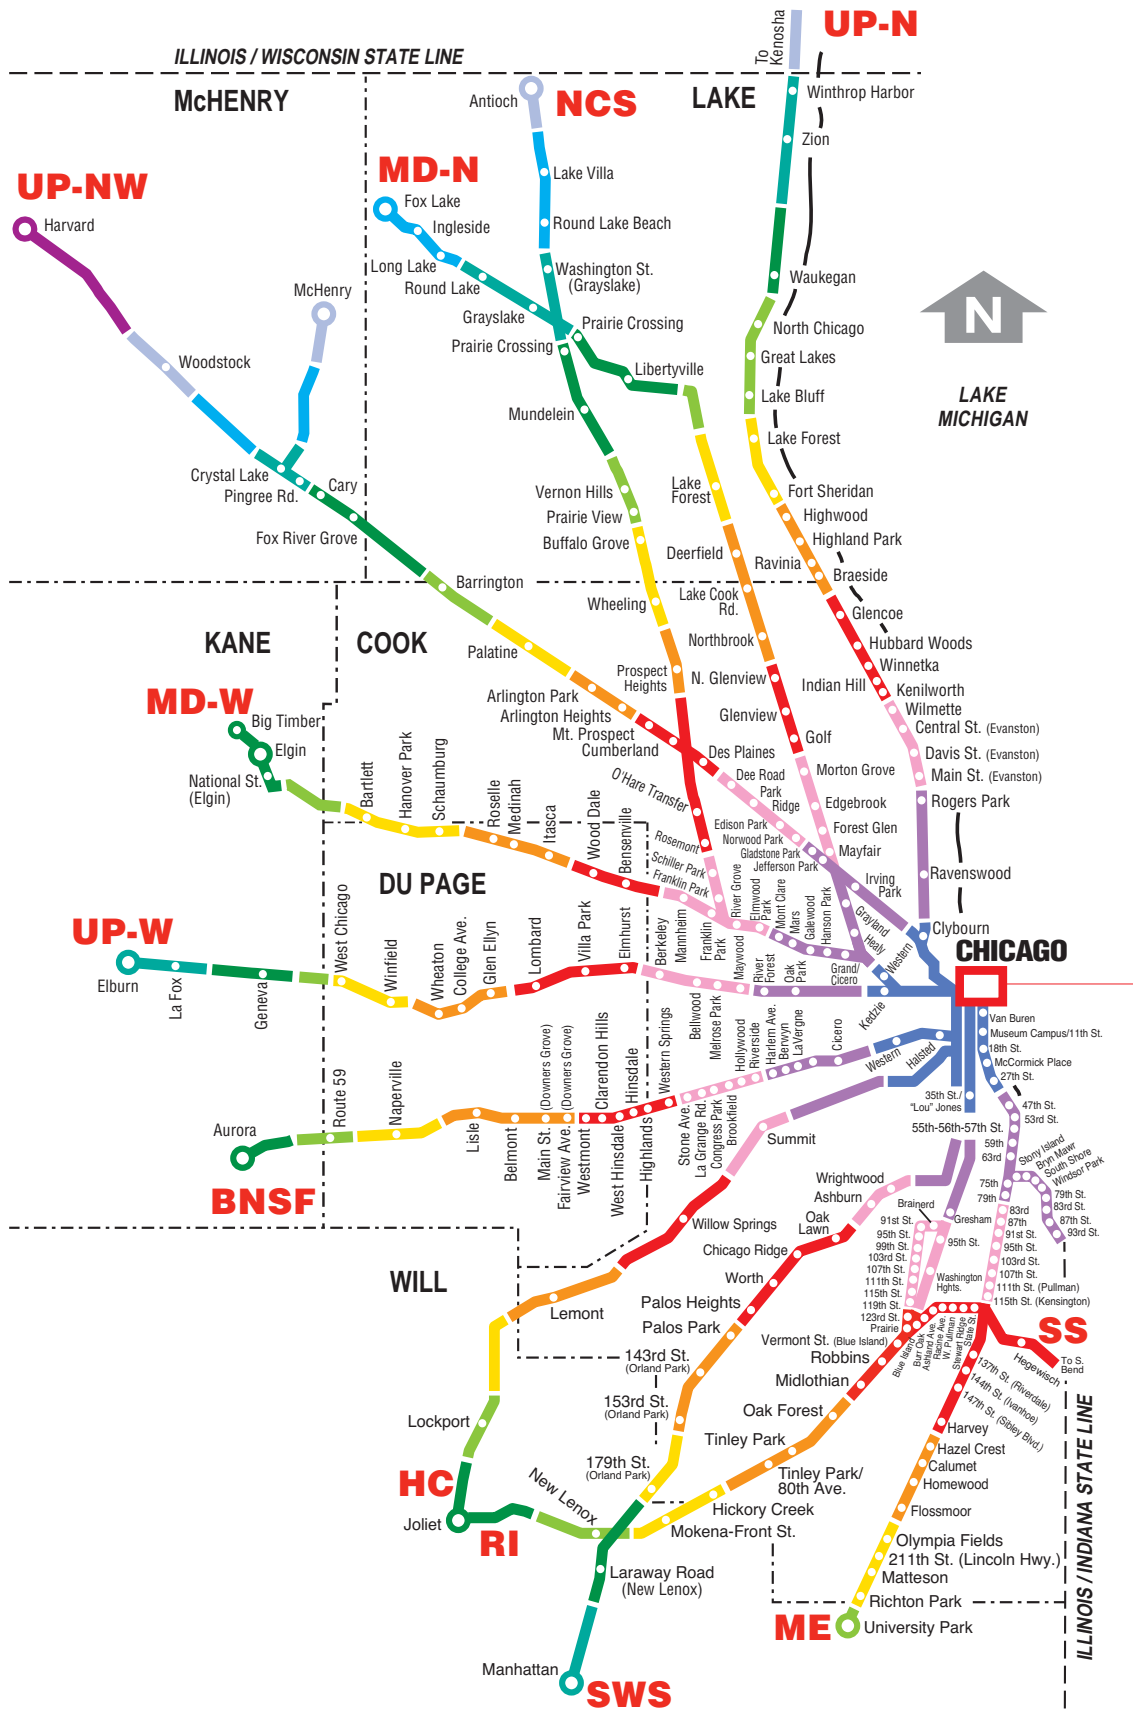 UP-N
To
Kenosha
ILLINOIS / WISCONSIN STATE LINE
McHENRY
LAKE
NCS
Antioch
Winthrop Harbor
Zion
MD-N
UP-NW
Harvard
Fox Lake
Ingleside
Long Lake
Round Lake
Grayslake
Lake Villa
Round Lake Beach
Washington St.
(Grayslake)
Prairie Crossing
Prairie Crossing
Libertyville
Mundelein
Waukegan
North Chicago
Great Lakes
Lake Bluff
Lake Forest
N
LAKE
MICHIGAN
McHenry
Woodstock
Crystal Lake
Pingree Rd.
Cary
Fox River Grove
Vernon Hills
Prairie View
Buffalo Grove
Lake
Forest
Fort Sheridan
Highwood
Highland Park
Ravinia
Braeside
Deerfield
Barrington
Wheeling
Lake Cook
Rd.
Glencoe
Hubbard Woods
Winnetka
Indian Hill
Kenilworth
Wilmette
Central St. (Evanston)
Davis St. (Evanston)
Main St. (Evanston)
Rogers Park
Ravenswood
Clybourn
KANE
COOK
Palatine
Northbrook
Prospect
Heights
N. Glenview
Glenview
Golf
Morton Grove
Edgebrook
Forest Glen
Mayfair
Arlington Park
Arlington Heights
Mt. Prospect
Cumberland
Des Plaines
Dee Road
Park
Ridge
Edison Park
Norwood Park
Gladstone Park
Jefferson Park
Irving
Park
Grayland
Healy
Western
O'Hare Transfer
Rosemont
Schiller Park
Franklin Park
MD-W
Big Timber
Elgin
National St.
(Elgin)
Bartlett
Hanover Park
Schaumburg
Roselle
Medinah
Itasca
Wood Dale
Bensenville
Mannheim
Franklin
Park
River Grove
Elmwood
Park
Mont Clare
Mars
Galewood
Hanson Park
Grand/
Cicero
DU PAGE
UP-W
Elburn
La Fox
Geneva
West Chicago
Winfield
Wheaton
College Ave.
Glen Ellyn
Lombard
Villa Park
Elmhurst
Berkeley
Bellwood
Melrose Park
Maywood
River
Forest
Oak
Park
Kedzie
CHICAGO
BNSF
Aurora
Route 59
Naperville
Lisle
Belmont
Main St. (Downers Grove)
Fairview Ave. (Downers Grove)
Westmont
Clarendon Hills
West Hinsdale
Hinsdale
Highlands
Western Springs
Stone Ave.
La Grange Rd.
Congress Park
Brookfield
Hollywood
Riverside
Harlem Ave.
Berwyn
LaVergne
Cicero
Western
Halsted
Van Buren
Museum Campus/11th St.
18th St.
McCormick Place
27th St.
47th St.
53rd St.
55th-56th-57th St.
59th
63rd
Stony Island
Bryn Mawr
South Shore
Windsor Park
79th St.
83rd St.
87th St.
93rd St.
75th
79th
83rd
87th
91st St.
95th St.
103rd St.
107th St.
111th St. (Pullman)
115th St. (Kensington)
35th St./
“Lou” Jones
Summit
Willow Springs
Lemont
Lockport
HC
Joliet
RI
WILL
Wrightwood
Ashburn
Oak
Lawn
Chicago Ridge
Worth
Palos Heights
Palos Park
143rd St.
(Orland Park)
153rd St.
(Orland Park)
179th St.
(Orland Park)
Laraway Road
(New Lenox)
Manhattan
SWS
Brainerd
Gresham
91st St.
95th St.
99th St.
103rd St.
107th St.
111th St.
115th St.
119th St.
123rd St.
Prairie
95th St.
Washington
Hghts.
Vermont St. (Blue Island)
Robbins
Midlothian
Oak Forest
Tinley Park
Tinley Park/
80th Ave.
Hickory Creek
Mokena-Front St.
New Lenox
Blue Island
Burr Oak
Ashland Ave.
Racine Ave.
W. Pullman
Stewart Ridge
State St.
SS
Hegewisch
To S.
Bend
137th St. (Riverdale)
144th St. (Ivanhoe)
147th St. (Sibley Blvd.)
Harvey
Hazel Crest
Calumet
Homewood
Flossmoor
Olympia Fields
211th St. (Lincoln Hwy.)
Matteson
Richton Park
University Park
ME
ILLINOIS / INDIANA STATE LINE